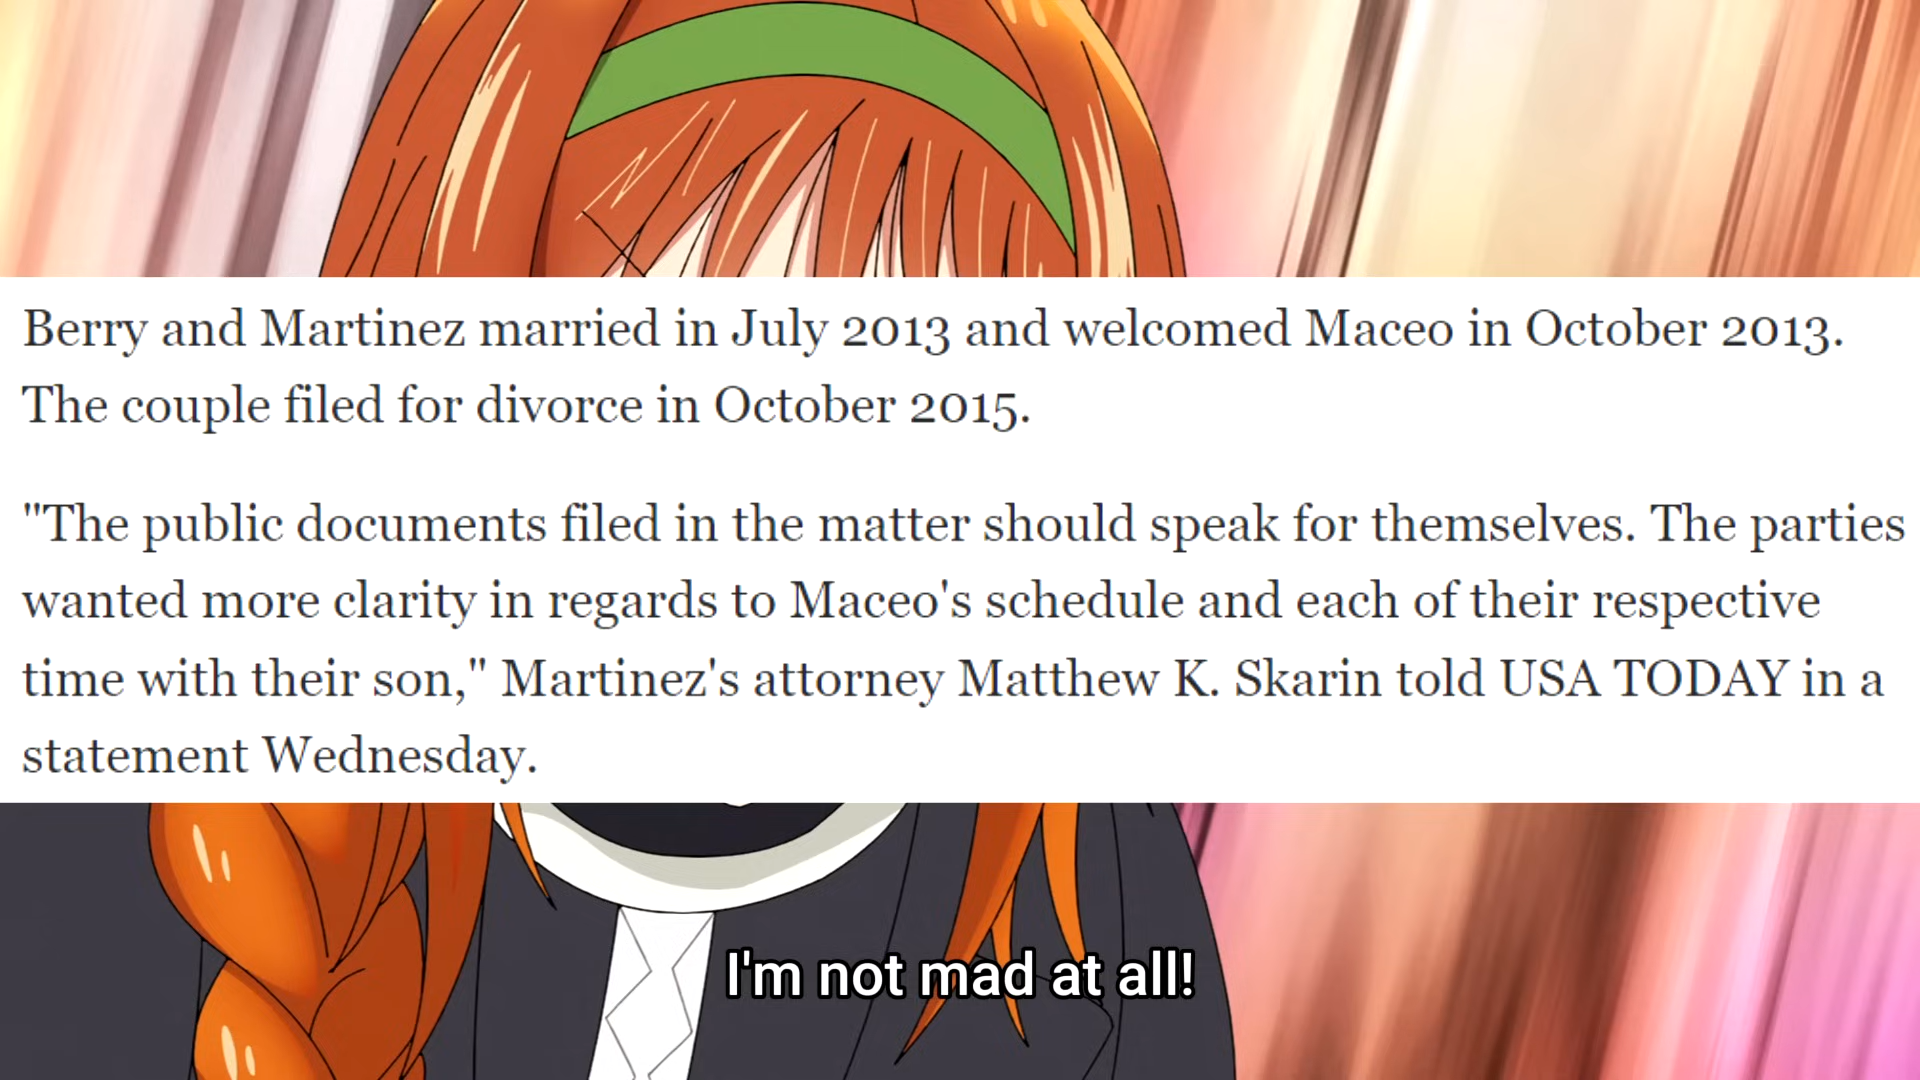 Berry and Martinez married in July 2013 and welcomed Maceo in October 2013.
The couple filed for divorce in October 2015.
"The public documents filed in the matter should speak for themselves. The parties
wanted more clarity in regards to Maceo's schedule and each of their respective
time with their son," Martinez's attorney Matthew K. Skarin told USA TODAY in a
statement Wednesday.
I'm not mad at all!